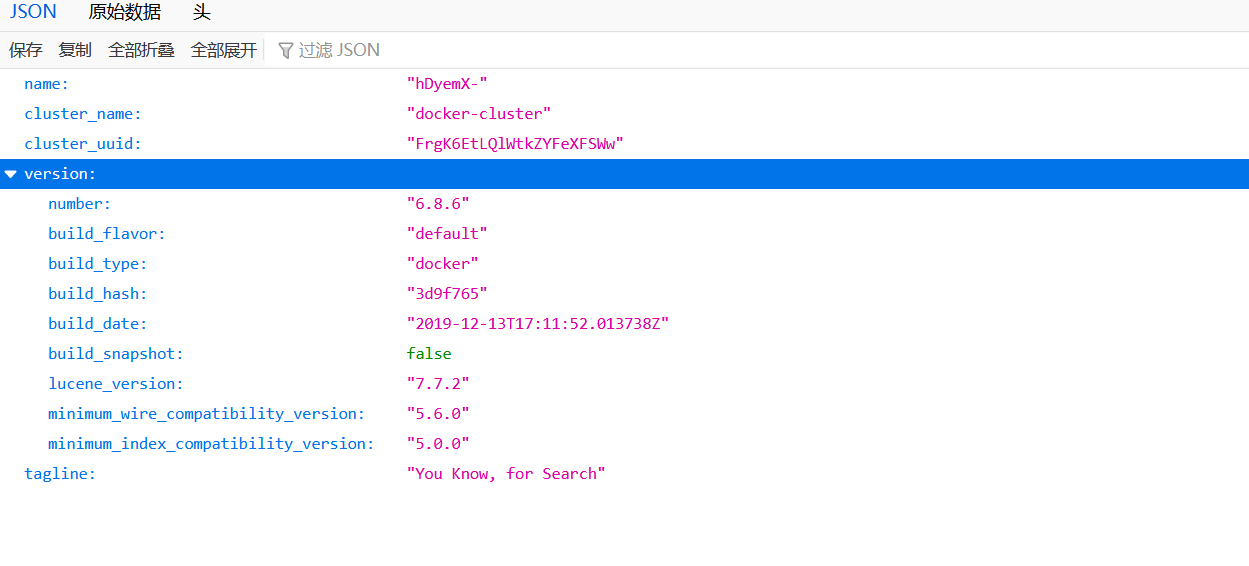 JSON 原始数据 头
保存 复制 全部折叠 全部展开 过滤 JSON
name: "hDyemX-"
cluster_name: "docker-cluster"
cluster_uuid: "FrgK6EtLQlWtkZYFeXFSWw"
version:
number: "6.8.6"
build_flavor: "default"
build_type: "docker"
build_hash: "3d9f765"
build_date: "2019-12-13T17:11:52.013738Z"
build_snapshot: false
lucene_version: "7.7.2"
minimum_wire_compatibility_version: "5.6.0"
minimum_index_compatibility_version: "5.0.0"
tagline: "You Know, for Search"